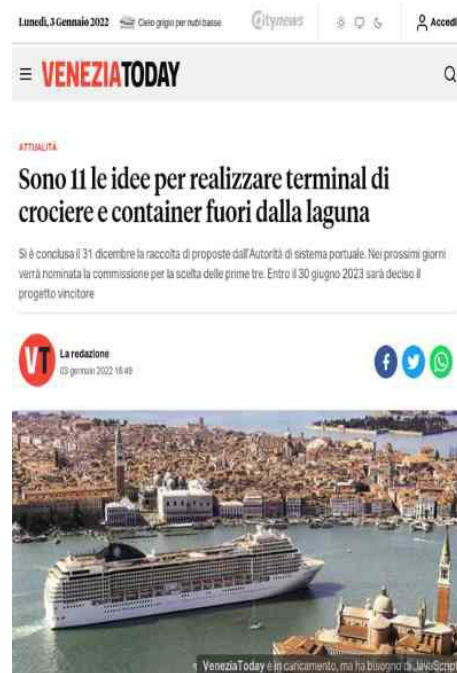 Lunedì, 3 Gennaio 2022 Cielo grigio per nubi basse Citynews Accedi
VENEZIATODAY
ATTUALITÀ
Sono 11 le idee per realizzare terminal di
crociere e container fuori dalla laguna
Si è conclusa il 31 dicembre la raccolta di proposte dall'Autorità di sistema portuale. Nei prossimi giorni
verrà nominata la commissione per la scelta delle prime tre. Entro il 30 giugno 2023 sarà deciso il
progetto vincitore
VT
La redazione
03 gennaio 2022 16:49
VeneziaToday è in caricamento, ma ha bisogno di JavaScript